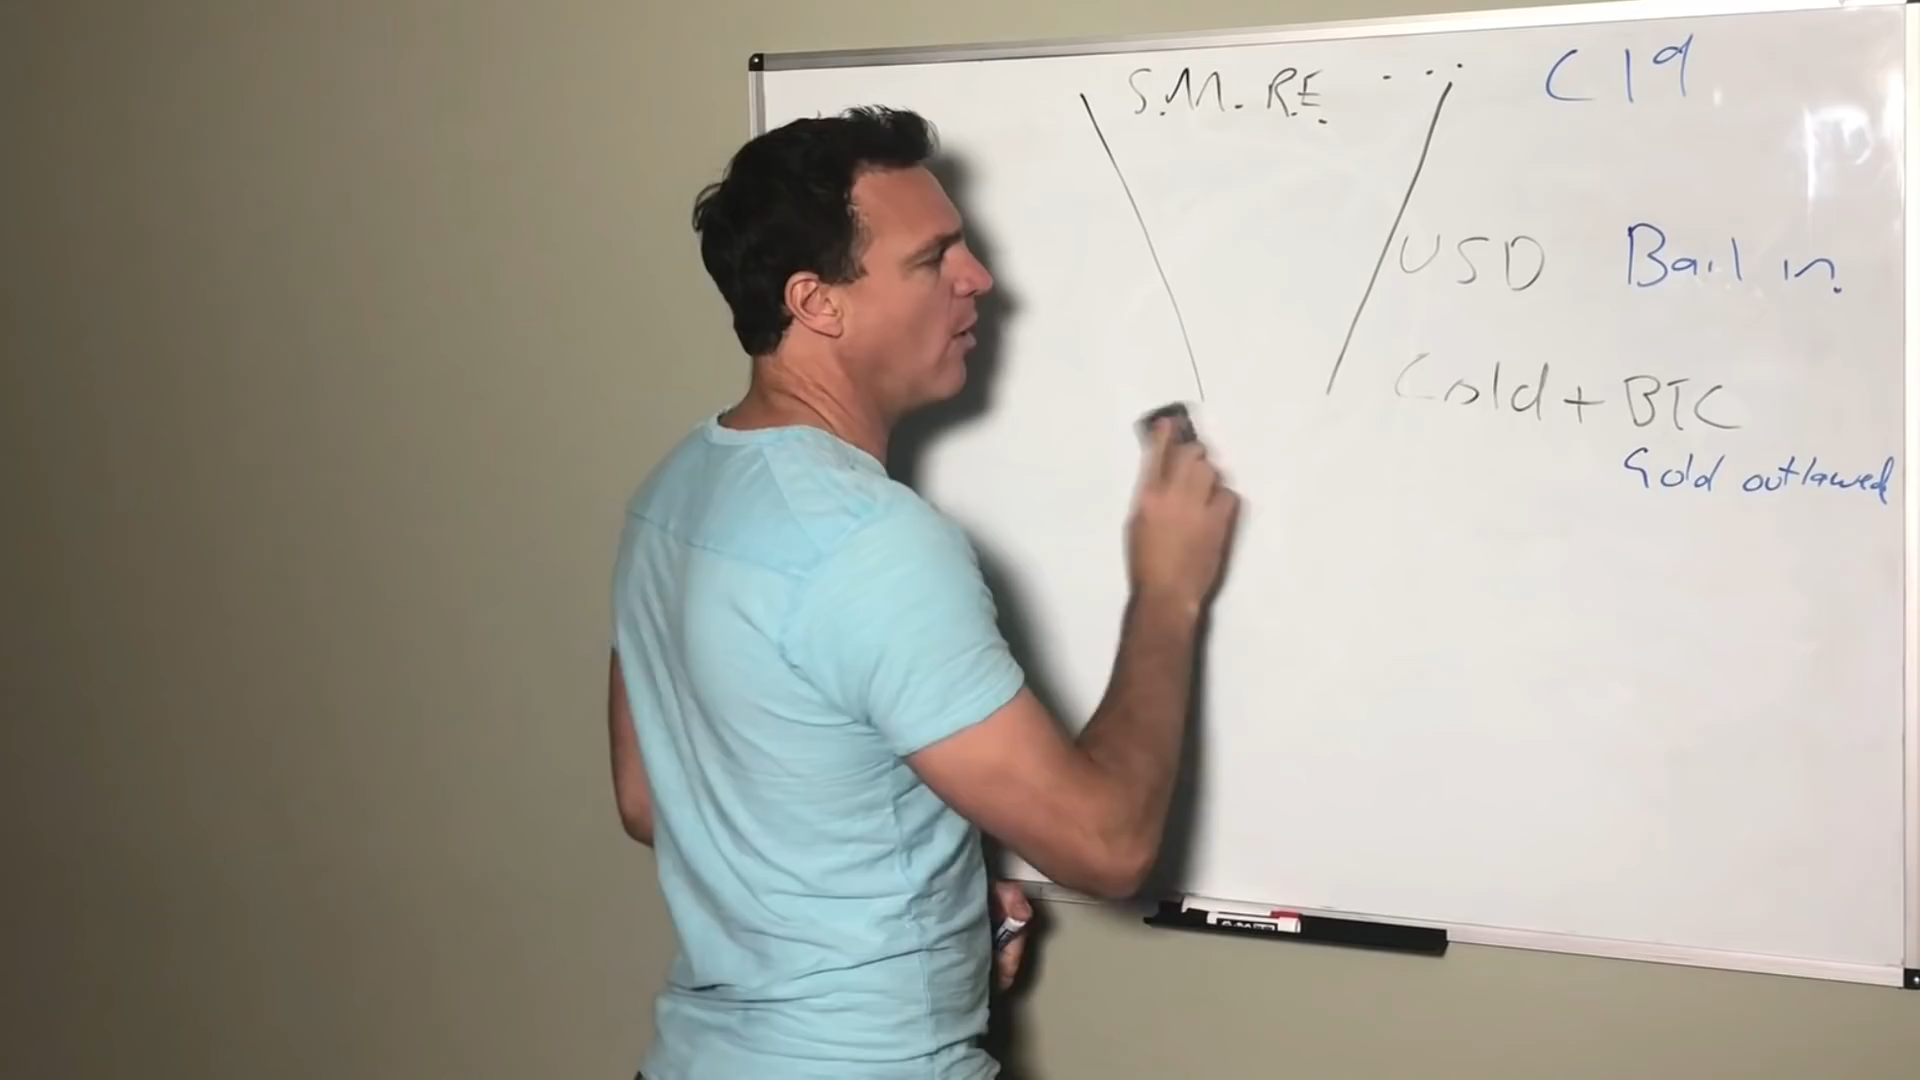 S.M. R.E. ... C19
USD Bail in
Gold + BTC
Gold outlawed